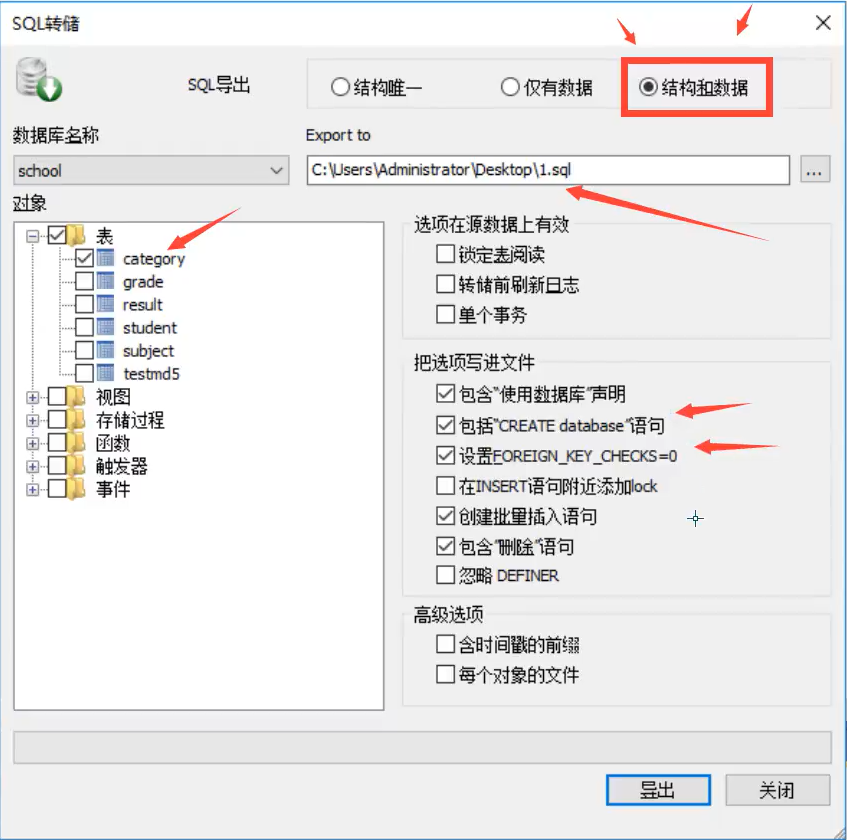 SQL转储
SQL导出
结构唯一
仅有数据
结构和数据
数据库名称
Export to
school
C:\Users\Administrator\Desktop\1.sql
...
对象
表
category
grade
result
student
subject
testmd5
视图
存储过程
函数
触发器
事件
选项在源数据上有效
锁定表阅读
转储前刷新日志
单个事务
把选项写进文件
包含"使用数据库"声明
包括"CREATE database"语句
设置FOREIGN_KEY_CHECKS=0
在INSERT语句附近添加lock
创建批量插入语句
包含"删除"语句
忽略 DEFINER
高级选项
含时间戳的前缀
每个对象的文件
导出
关闭